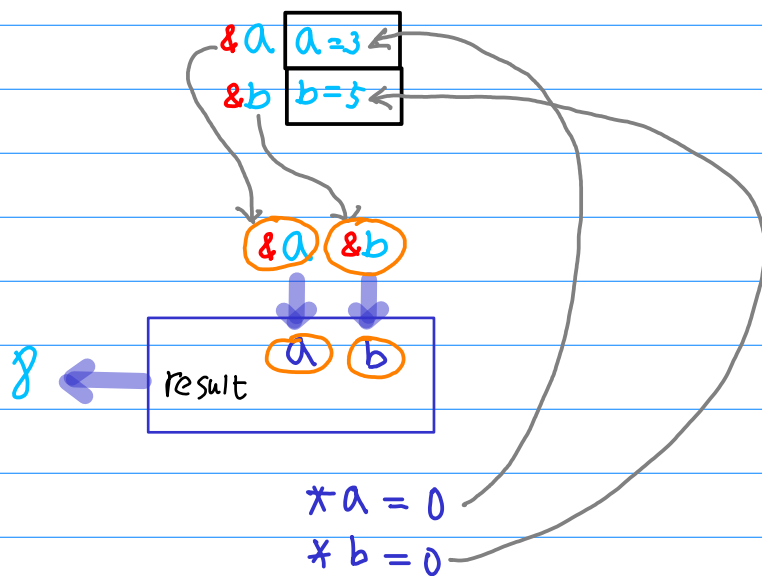 &a a=3
&b b=5
&a &b
a b
8 result
*a = 0
*b = 0